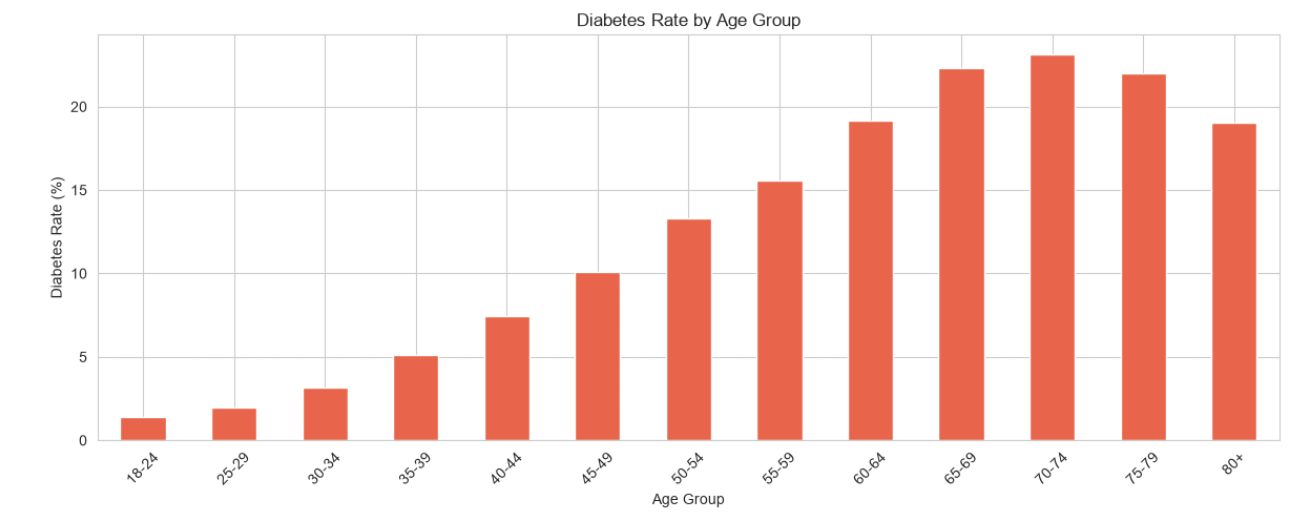 Diabetes Rate by Age Group
Diabetes Rate (%)
20
15
10
5
0
18-24 25-29 30-34 35-39 40-44 45-49 50-54 55-59 60-64 65-69 70-74 75-79 80+
Age Group